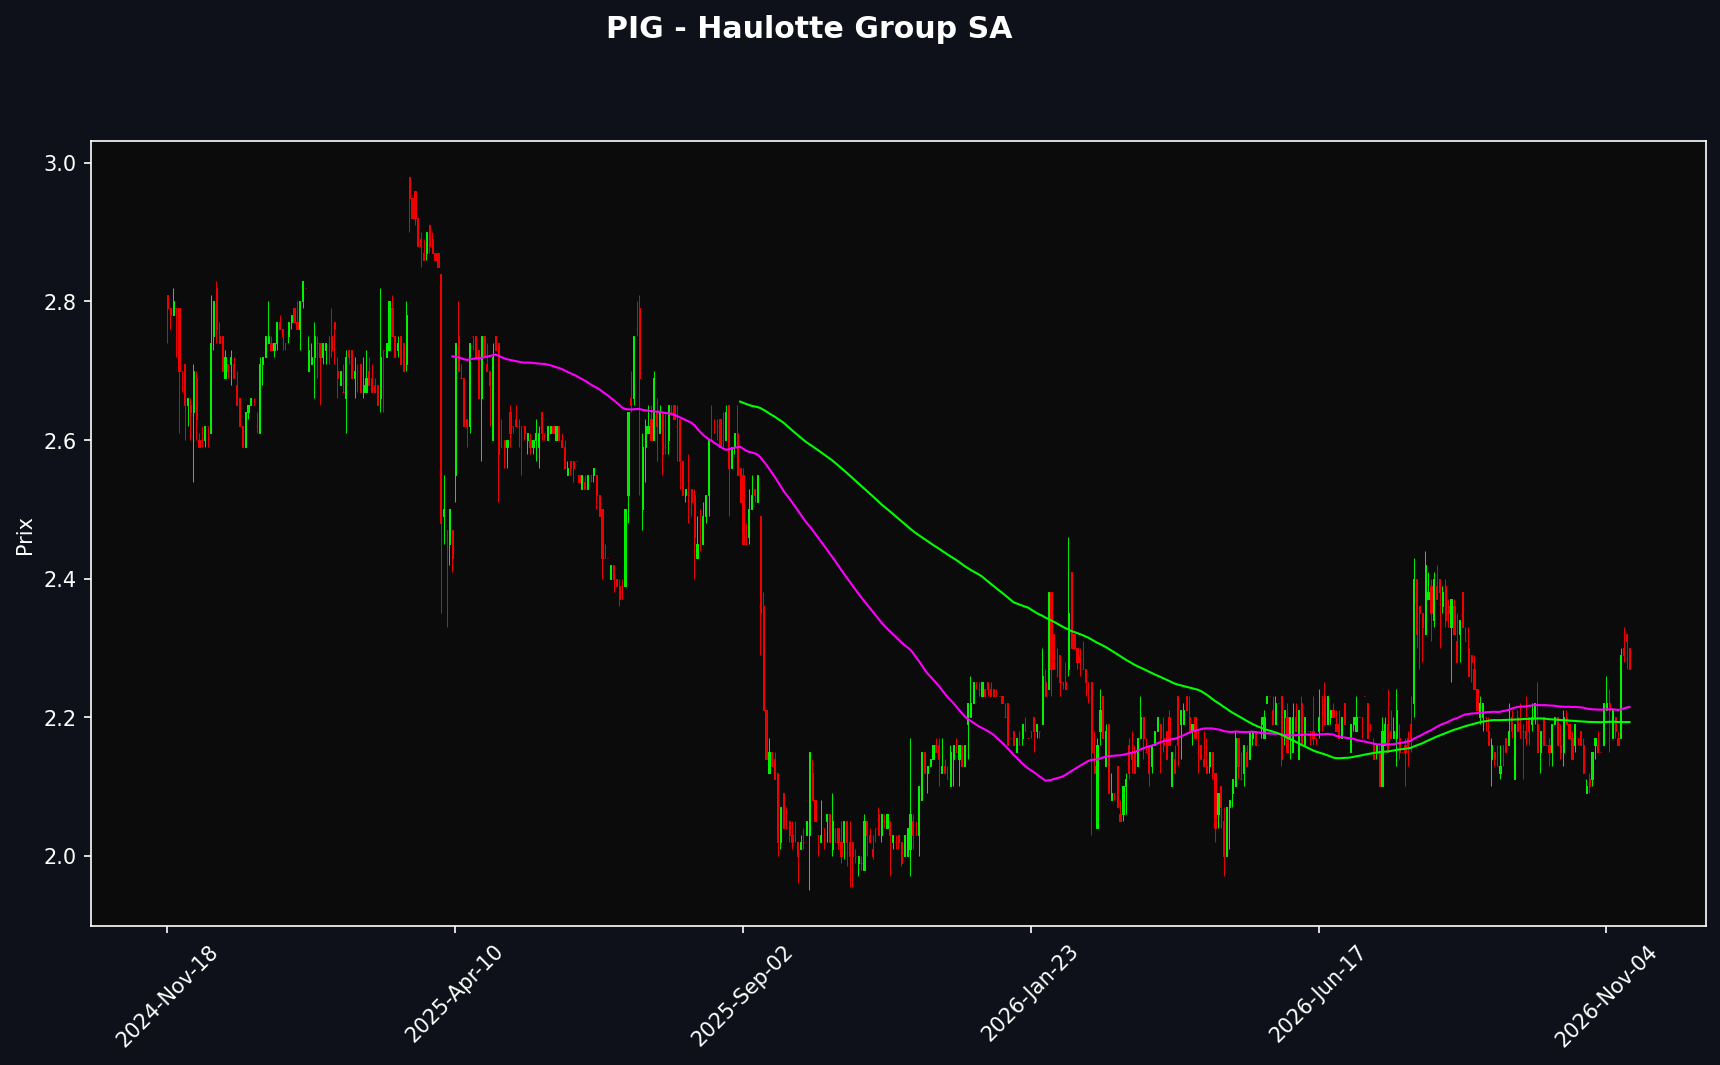 PIG - Haulotte Group SA
Prix
3.0
2.8
2.6
2.4
2.2
2.0
2024-Nov-18
2025-Apr-10
2025-Sep-02
2026-Jan-23
2026-Jun-17
2026-Nov-04